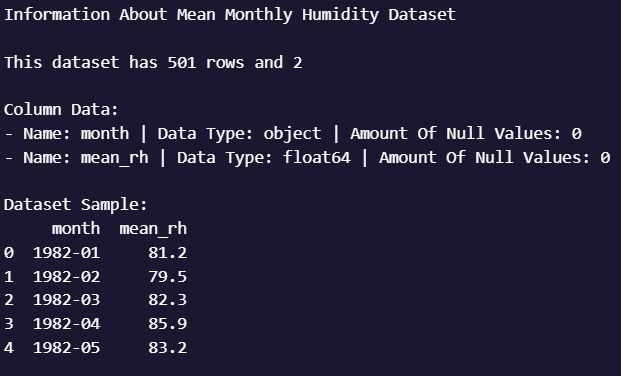 Information About Mean Monthly Humidity Dataset
This dataset has 501 rows and 2
Column Data:
- Name: month | Data Type: object | Amount Of Null Values: 0
- Name: mean_rh | Data Type: float64 | Amount Of Null Values: 0
Dataset Sample:
month mean_rh
0 1982-01 81.2
1 1982-02 79.5
2 1982-03 82.3
3 1982-04 85.9
4 1982-05 83.2